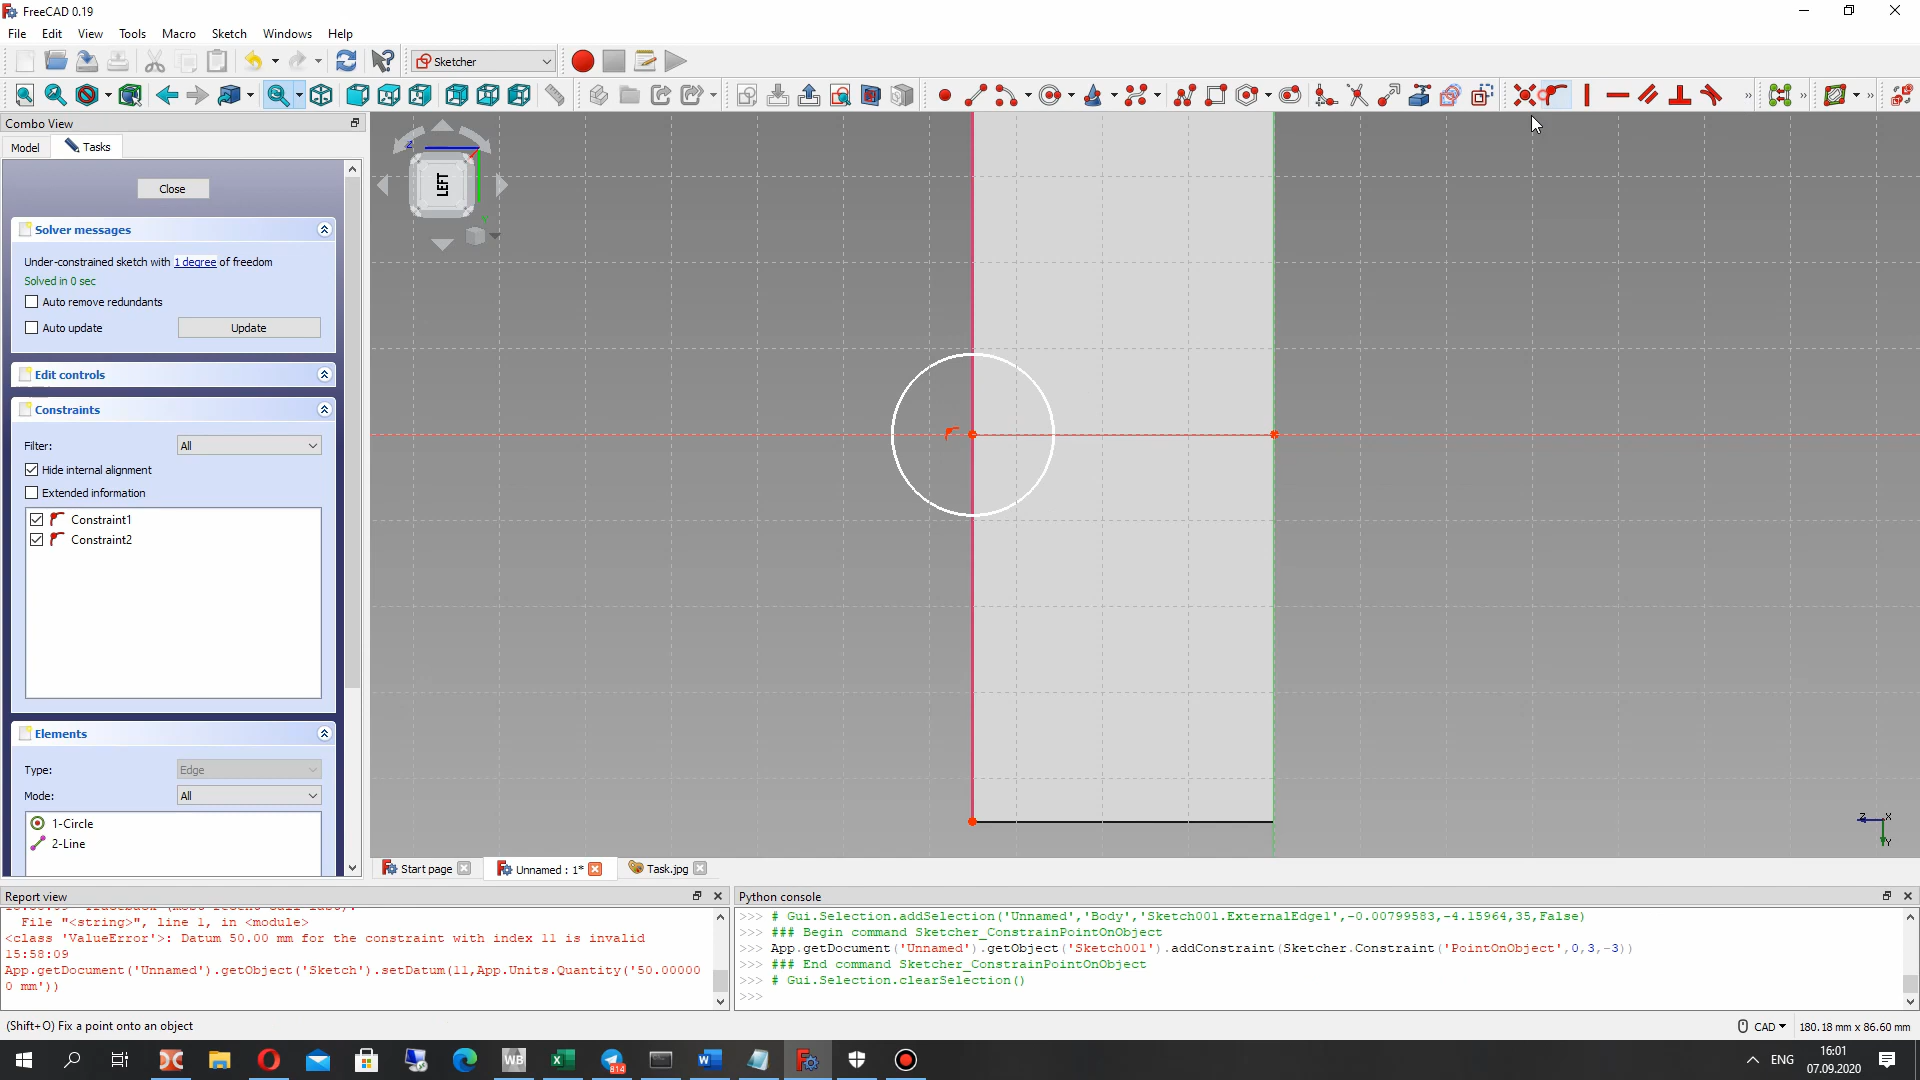 FreeCAD 0.19
File Edit View Tools Macro Sketch Windows Help
Sketcher
Combo View
Model Tasks
Close
Solver messages
Under-constrained sketch with 1 degree of freedom
Solved in 0 sec
Auto remove redundants
Auto update Update
Edit controls
Constraints
Filter: All
Hide internal alignment
Extended information
Constraint1
Constraint2
Elements
Type: Edge
Mode: All
1-Circle
2-Line
LEFT
Z
Y
Z X
Y
Start page Unnamed : 1* Task.jpg
Report view
File "<string>", line 1, in <module>
<class 'ValueError'>: Datum 50.00 mm for the constraint with index 11 is invalid
15:58:09
App.getDocument('Unnamed').getObject('Sketch').setDatum(11,App.Units.Quantity('50.00000
0 mm'))
Python console
>>> # Gui.Selection.addSelection('Unnamed','Body','Sketch001.ExternalEdge1',-0.00799583,-4.15964,35,False)
>>> ### Begin command Sketcher_ConstrainPointOnObject
>>> App.getDocument('Unnamed').getObject('Sketch001').addConstraint(Sketcher.Constraint('PointOnObject',0,3,-3))
>>> ### End command Sketcher_ConstrainPointOnObject
>>> # Gui.Selection.clearSelection()
>>>
(Shift+O) Fix a point onto an object
CAD 180.18 mm x 86.60 mm
WB
814
ENG
16:01
07.09.2020